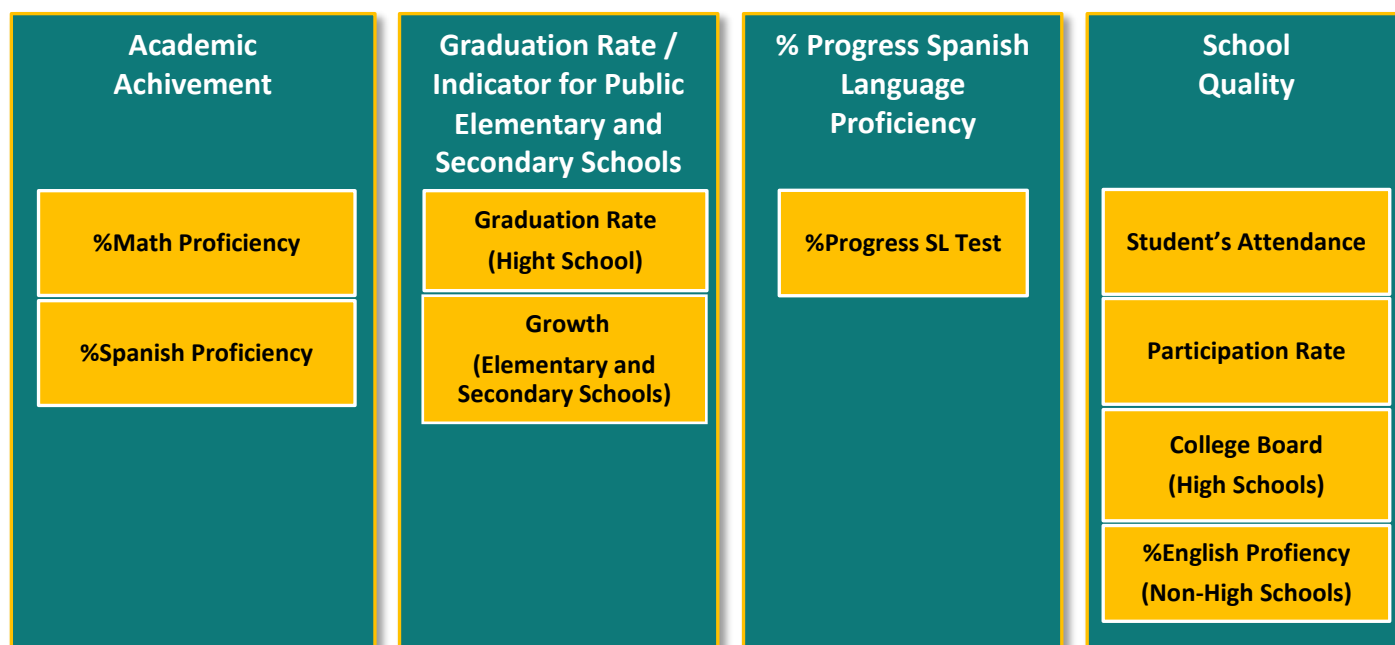 Academic
Achivement
%Math Proficiency
%Spanish Proficiency
Graduation Rate /
Indicator for Public
Elementary and
Secondary Schools
Graduation Rate
(Hight School)
Growth
(Elementary and
Secondary Schools)
% Progress Spanish
Language
Proficiency
%Progress SL Test
School
Quality
Student’s Attendance
Participation Rate
College Board
(High Schools)
%English Profiency
(Non-High Schools)